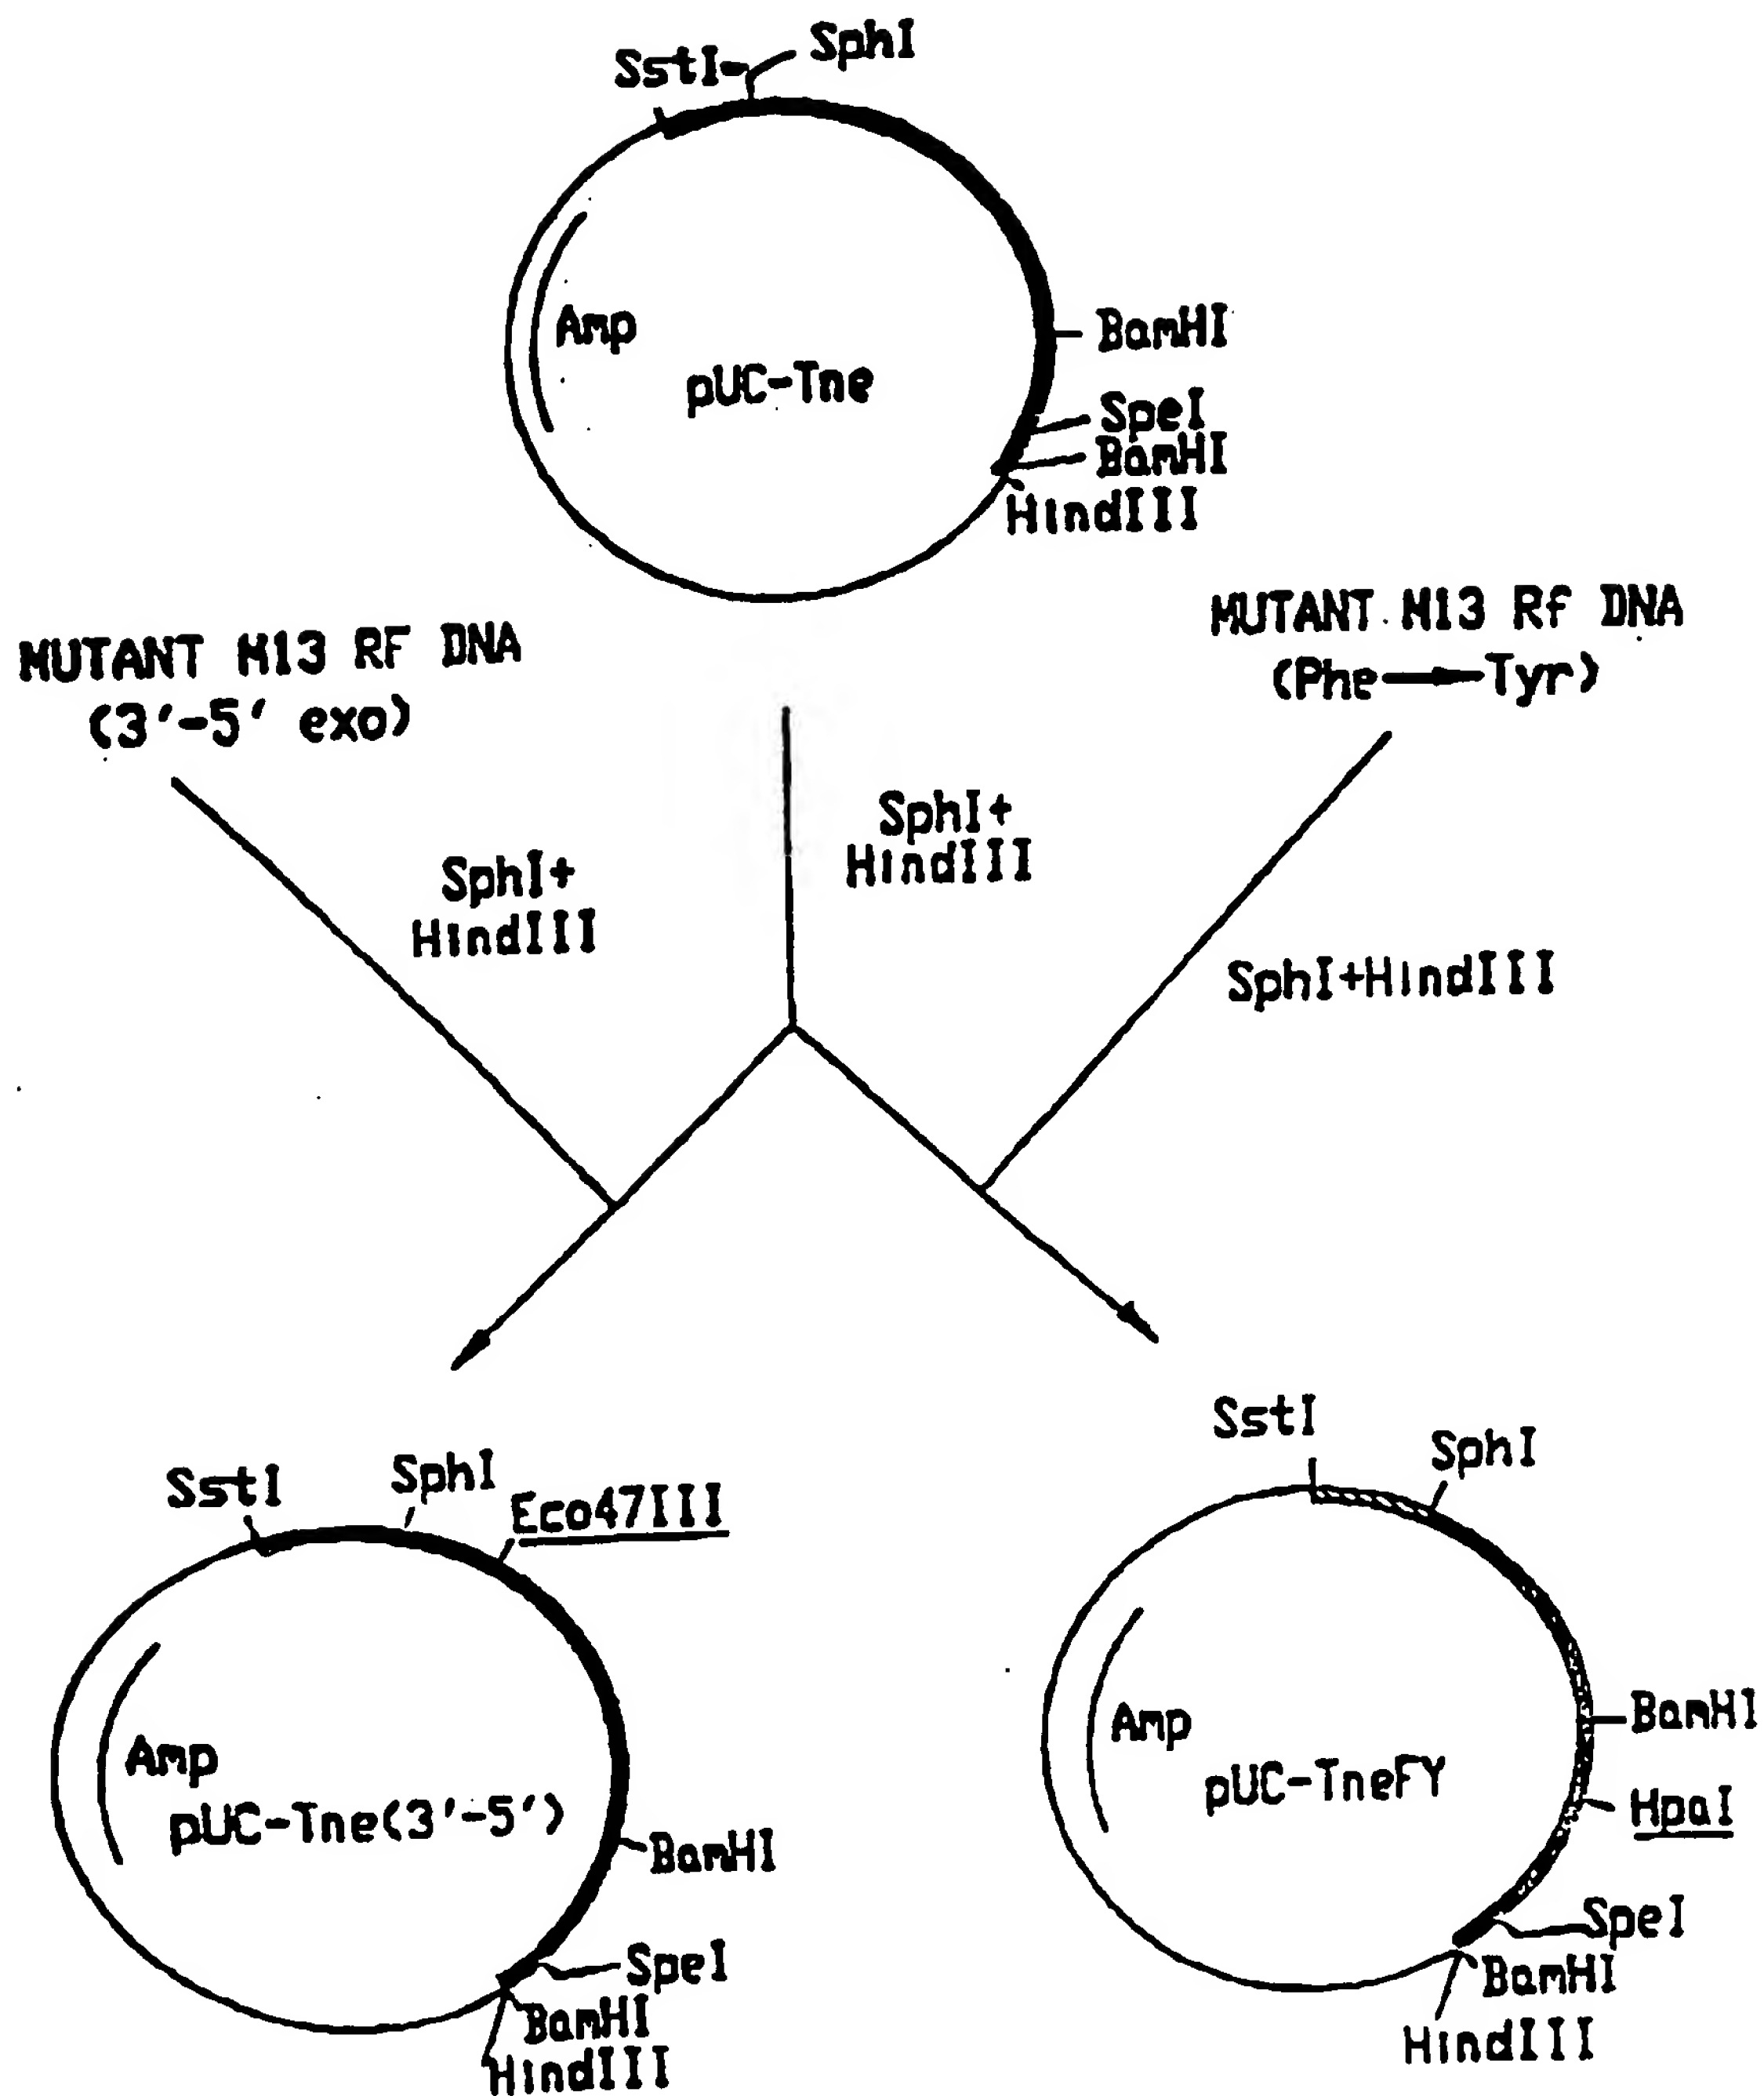 SstI-
SphI
Amp
pUC-Tne
BamHI
SpeI
BamHI
HindIII
MUTANT M13 RF DNA
(3'-5' exo)
MUTANT M13 RF DNA
(Phe→Tyr)
SphI+
HindIII
SphI+
HindIII
SphI+HindIII
SstI
SphI
Eco47III
Amp
pUC-Tne(3'-5')
BamHI
SpeI
BamHI
HindIII
SstI
SphI
Amp
pUC-TneFY
BamHI
HpaI
SpeI
BamHI
HindIII